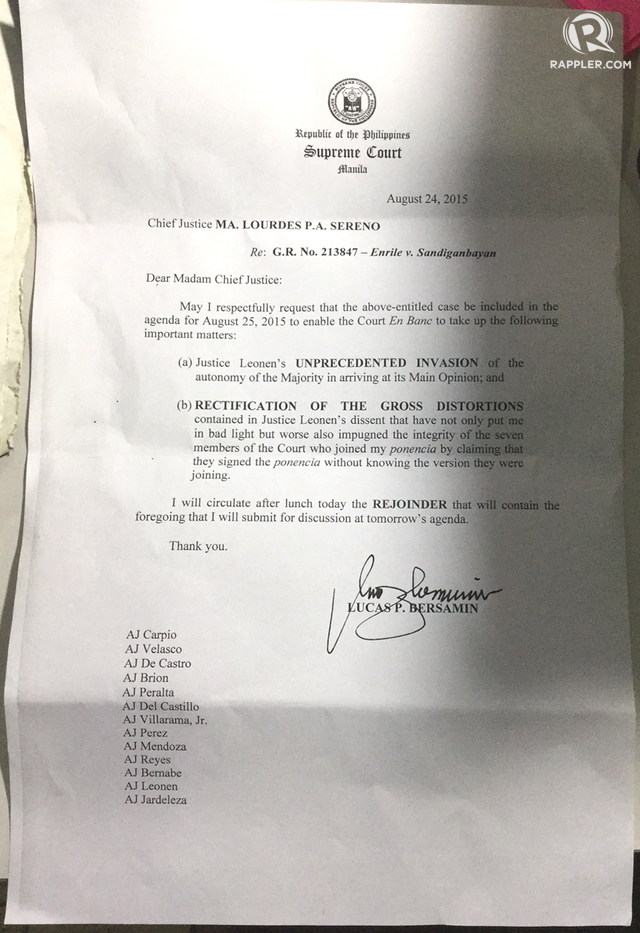 RAPPLER.COM
Republic of the Philippines
Supreme Court
Manila
August 24, 2015
Chief Justice MA. LOURDES P.A. SERENO
Re: G.R. No. 213847 – Enrile v. Sandiganbayan
Dear Madam Chief Justice:
May I respectfully request that the above-entitled case be included in the
agenda for August 25, 2015 to enable the Court En Banc to take up the following
important matters:
(a) Justice Leonen's UNPRECEDENTED INVASION of the
autonomy of the Majority in arriving at its Main Opinion; and
(b) RECTIFICATION OF THE GROSS DISTORTIONS
contained in Justice Leonen's dissent that have not only put me
in bad light but worse also impugned the integrity of the seven
members of the Court who joined my ponencia by claiming that
they signed the ponencia without knowing the version they were
joining.
I will circulate after lunch today the REJOINDER that will contain the
foregoing that I will submit for discussion at tomorrow's agenda.
Thank you.
LUCAS P. BERSAMIN
AJ Carpio
AJ Velasco
AJ De Castro
AJ Brion
AJ Peralta
AJ Del Castillo
AJ Villarama, Jr.
AJ Perez
AJ Mendoza
AJ Reyes
AJ Bernabe
AJ Leonen
AJ Jardeleza